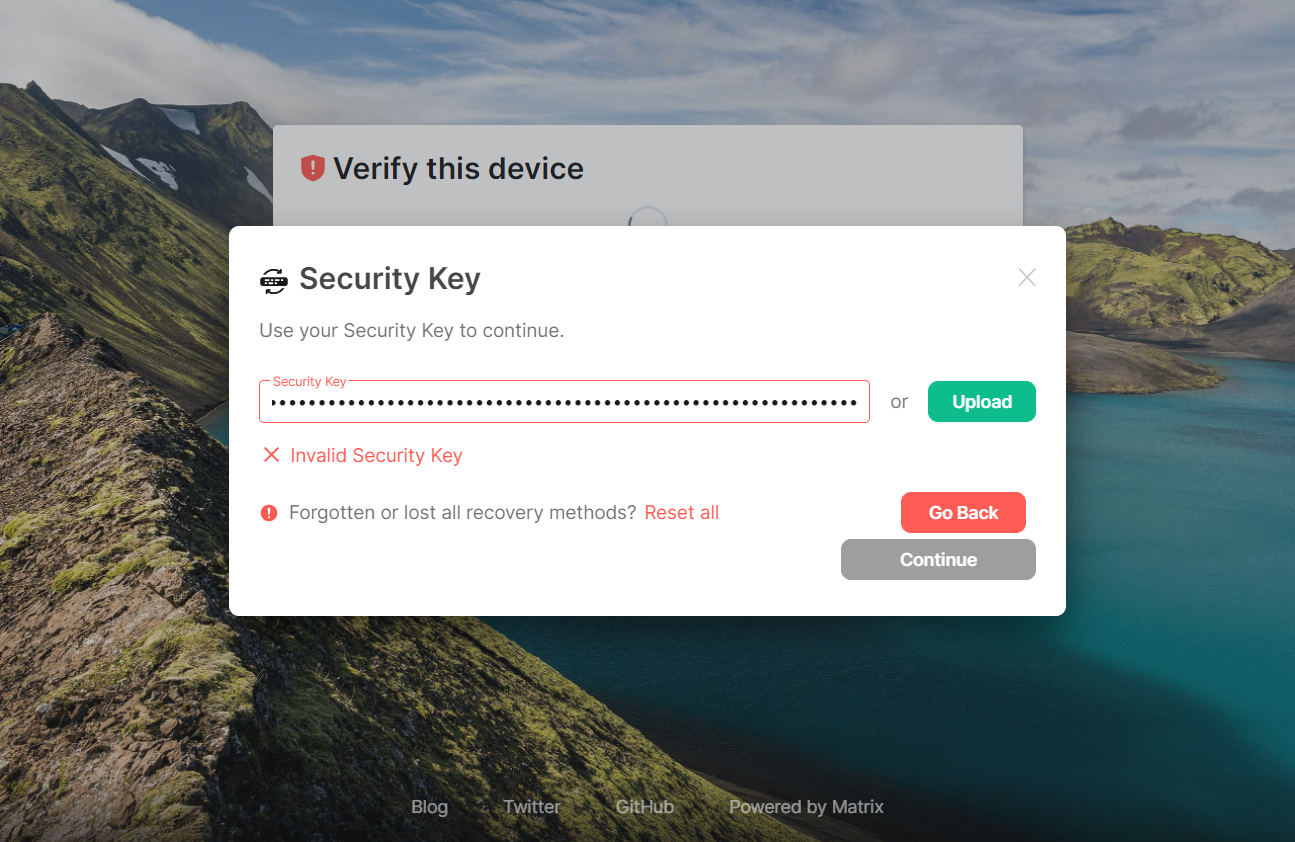 Verify this device
Security Key
Use your Security Key to continue.
Security Key
••••••••••••••••••••••••••••••••••••••••••••••••••••••••••• or Upload
Invalid Security Key
Forgotten or lost all recovery methods? Reset all Go Back
Continue
Blog Twitter GitHub Powered by Matrix